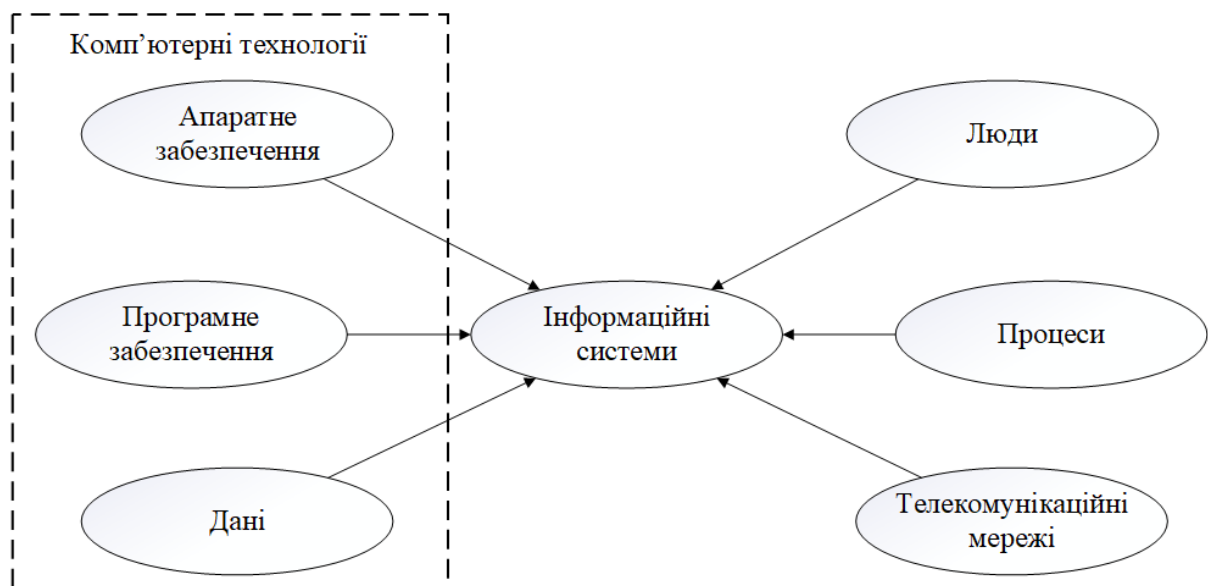 Комп’ютерні технології
Апаратне
забезпечення
Люди
Програмне
забезпечення
Інформаційні
системи
Процеси
Дані
Телекомунікаційні
мережі